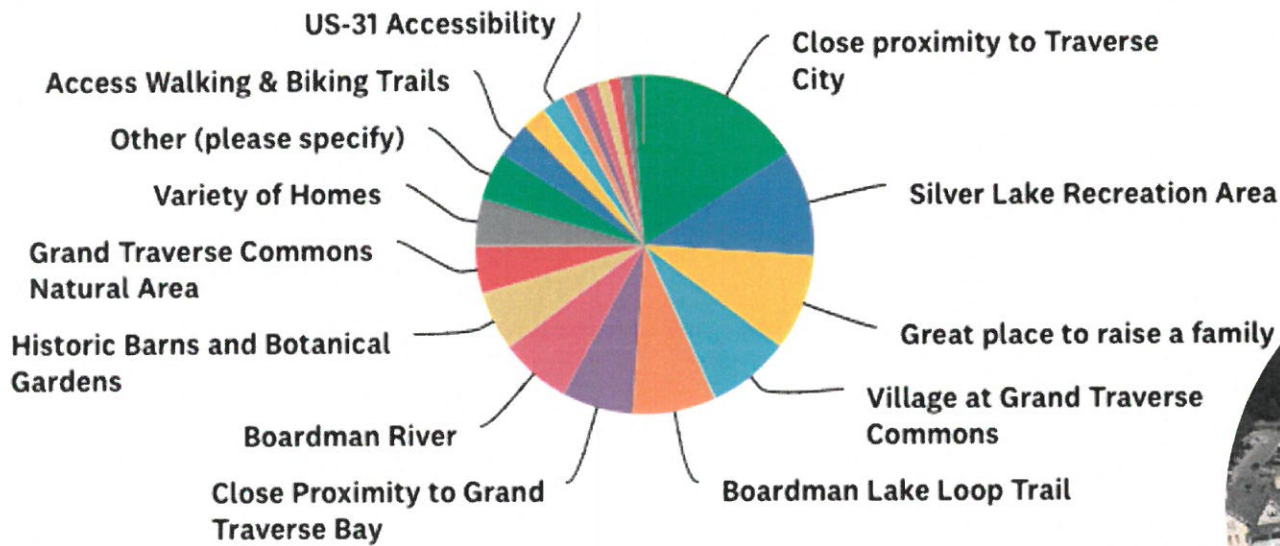 US-31 Accessibility
Close proximity to Traverse
City
Access Walking & Biking Trails
Other (please specify)
Variety of Homes
Silver Lake Recreation Area
Grand Traverse Commons
Natural Area
Great place to raise a family
Historic Barns and Botanical
Gardens
Village at Grand Traverse
Commons
Boardman River
Close Proximity to Grand
Traverse Bay
Boardman Lake Loop Trail